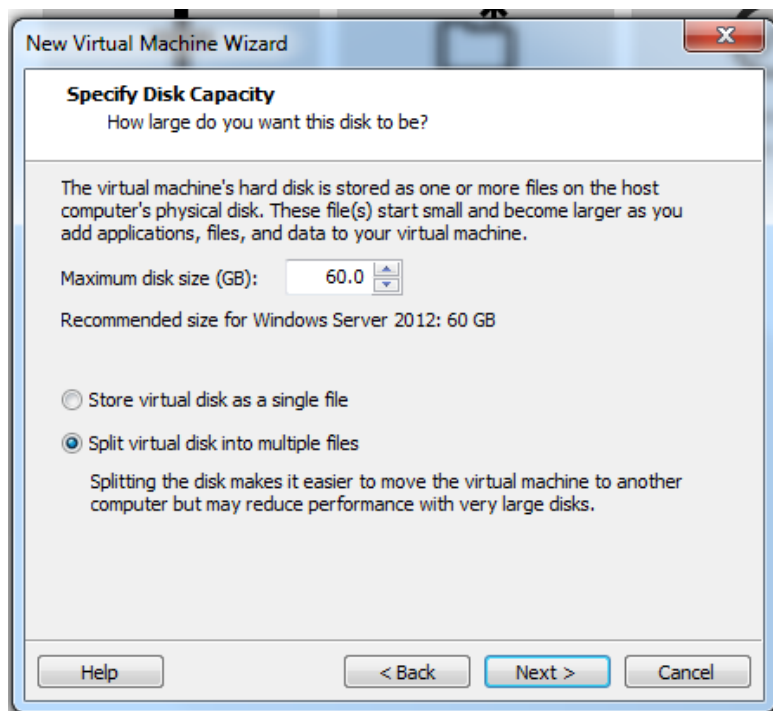 New Virtual Machine Wizard
Specify Disk Capacity
How large do you want this disk to be?
The virtual machine's hard disk is stored as one or more files on the host
computer's physical disk. These file(s) start small and become larger as you
add applications, files, and data to your virtual machine.
Maximum disk size (GB): 60.0
Recommended size for Windows Server 2012: 60 GB
Store virtual disk as a single file
Split virtual disk into multiple files
Splitting the disk makes it easier to move the virtual machine to another
computer but may reduce performance with very large disks.
Help < Back Next > Cancel